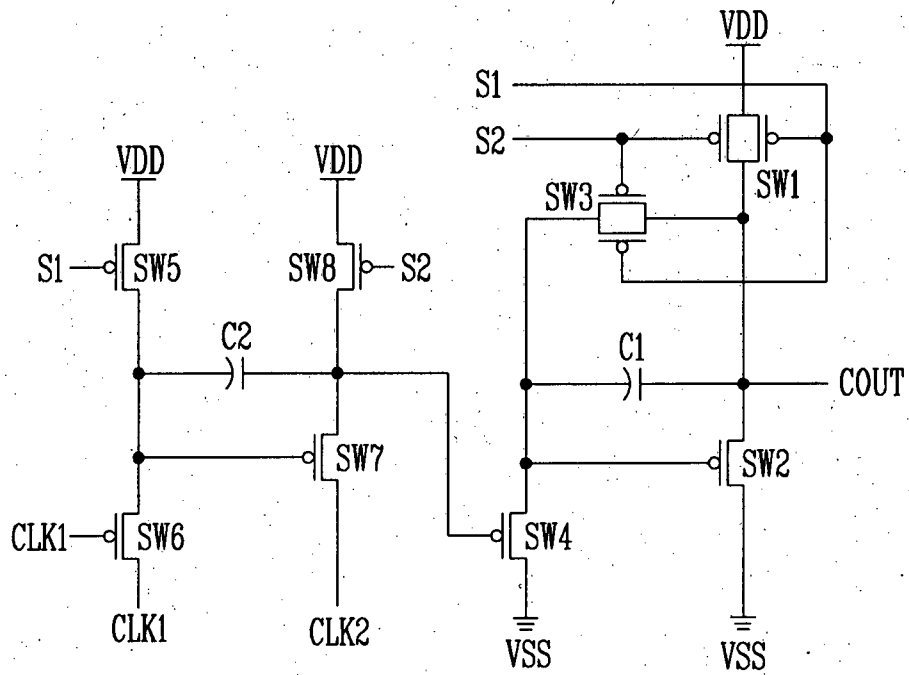 VDD
S1
S2
SW1
SW3
VDD
VDD
S1
SW5
SW8
S2
C2
C1
COUT
SW7
SW2
CLK1
SW6
SW4
CLK1
CLK2
VSS
VSS